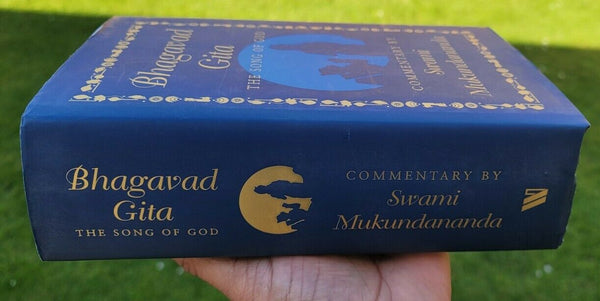 Bhagavad
Gita
THE SONG OF GOD
COMMENTARY BY
Swami
Mukundananda
Bhagavad
Gita
THE SONG OF GOD
COMMENTARY BY
Swami
Mukundananda
W